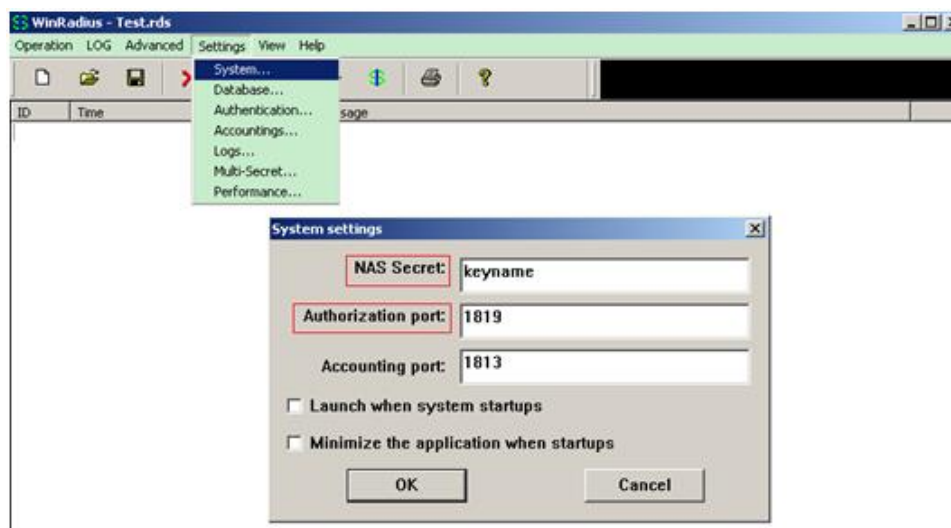 WinRadius - Test.rds
Operation LOG Advanced Settings View Help
System...
Database...
Authentication...
Accountings...
Logs...
Multi-Secret...
Performance...
ID Time sage
System settings
NAS Secret: keyname
Authorization port: 1819
Accounting port: 1813
Launch when system startups
Minimize the application when startups
OK Cancel